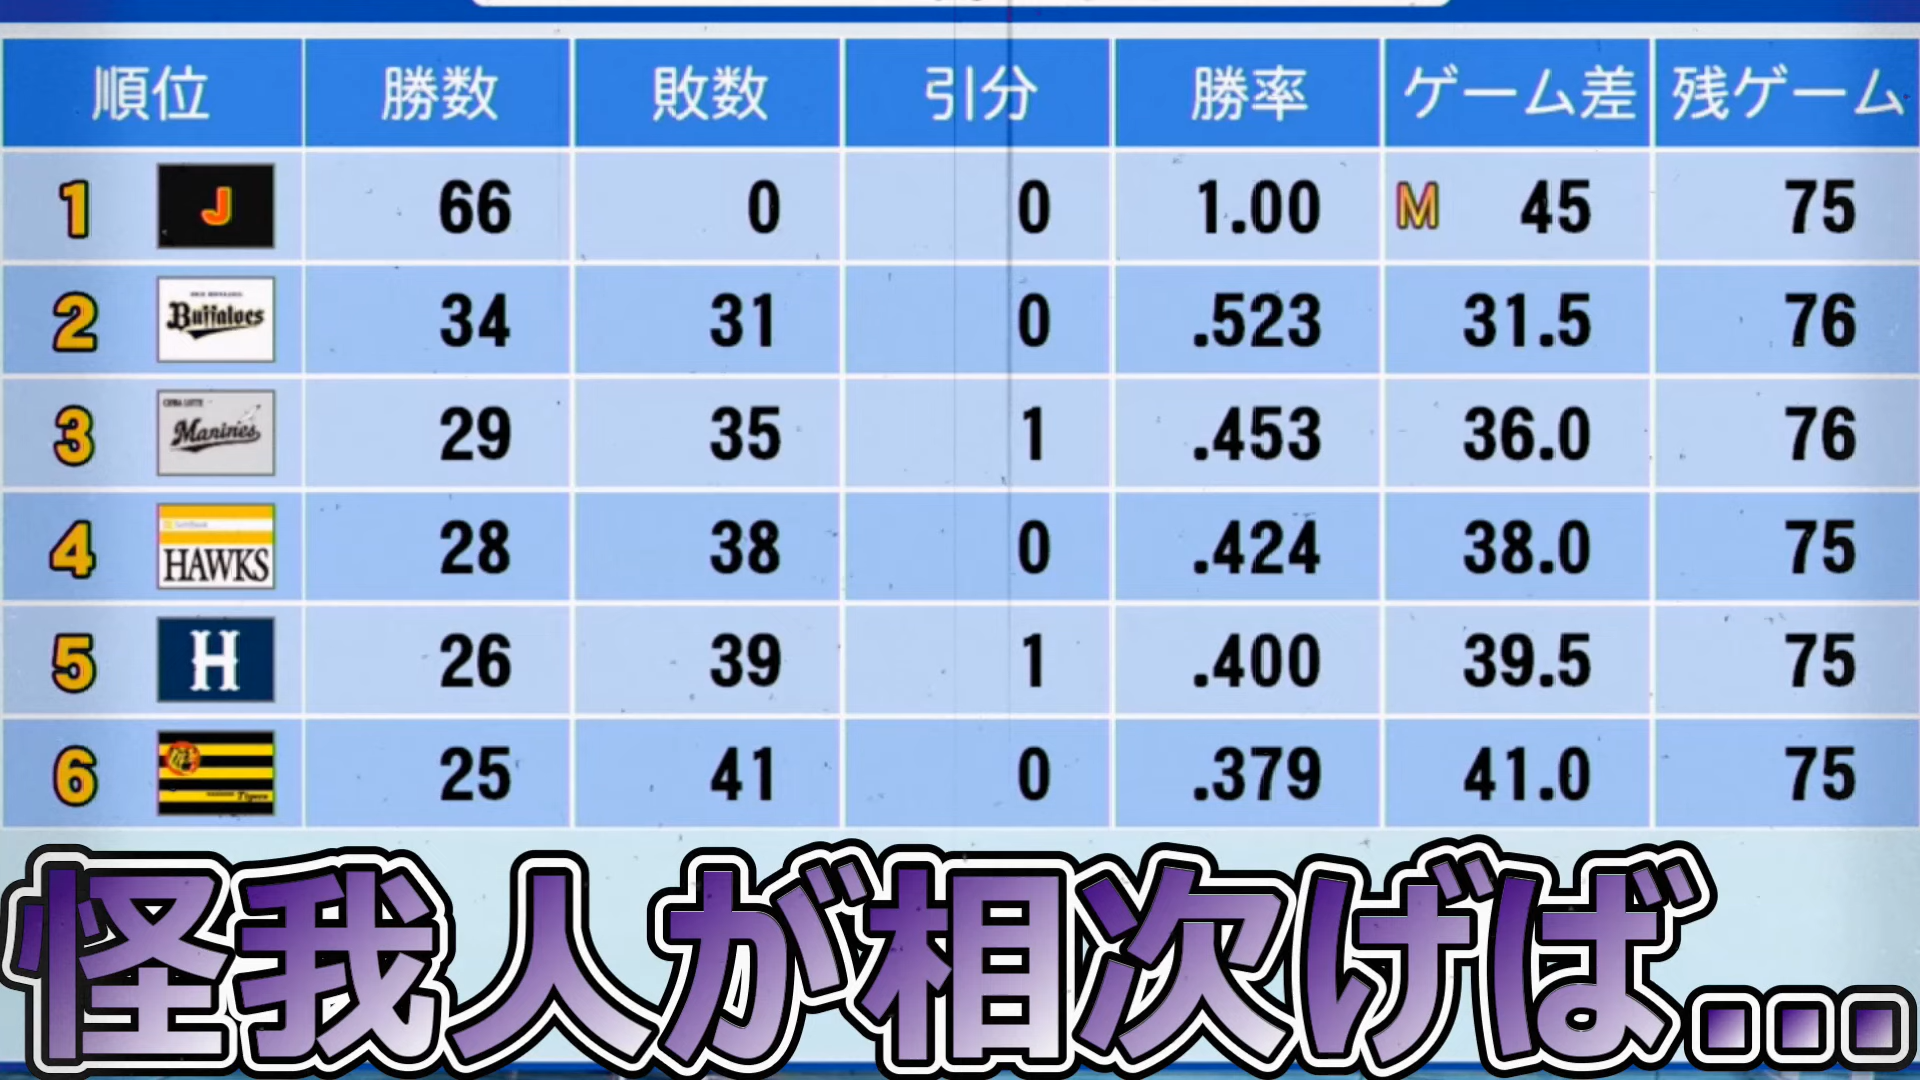 順位 勝数 敗数 引分 勝率 ゲーム差 残ゲーム
1 J 66 0 0 1.00 M 45 75
2 Buffaloes 34 31 0 .523 31.5 76
3 Marines 29 35 1 .453 36.0 76
4 HAWKS 28 38 0 .424 38.0 75
5 H 26 39 1 .400 39.5 75
6 Tigers 25 41 0 .379 41.0 75
怪我人が相次げば...